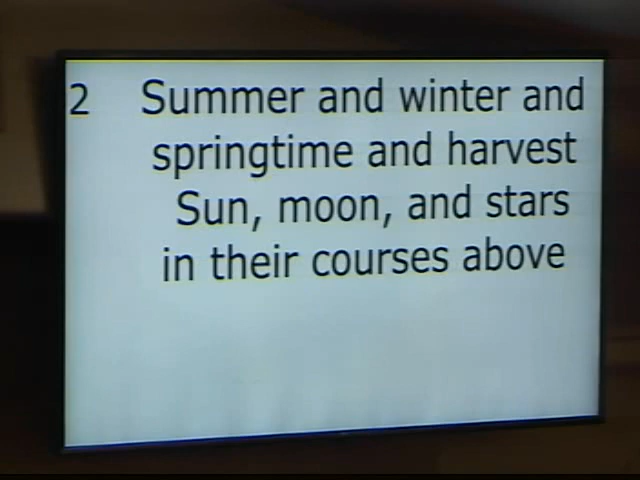 2 Summer and winter and
springtime and harvest
Sun, moon, and stars
in their courses above